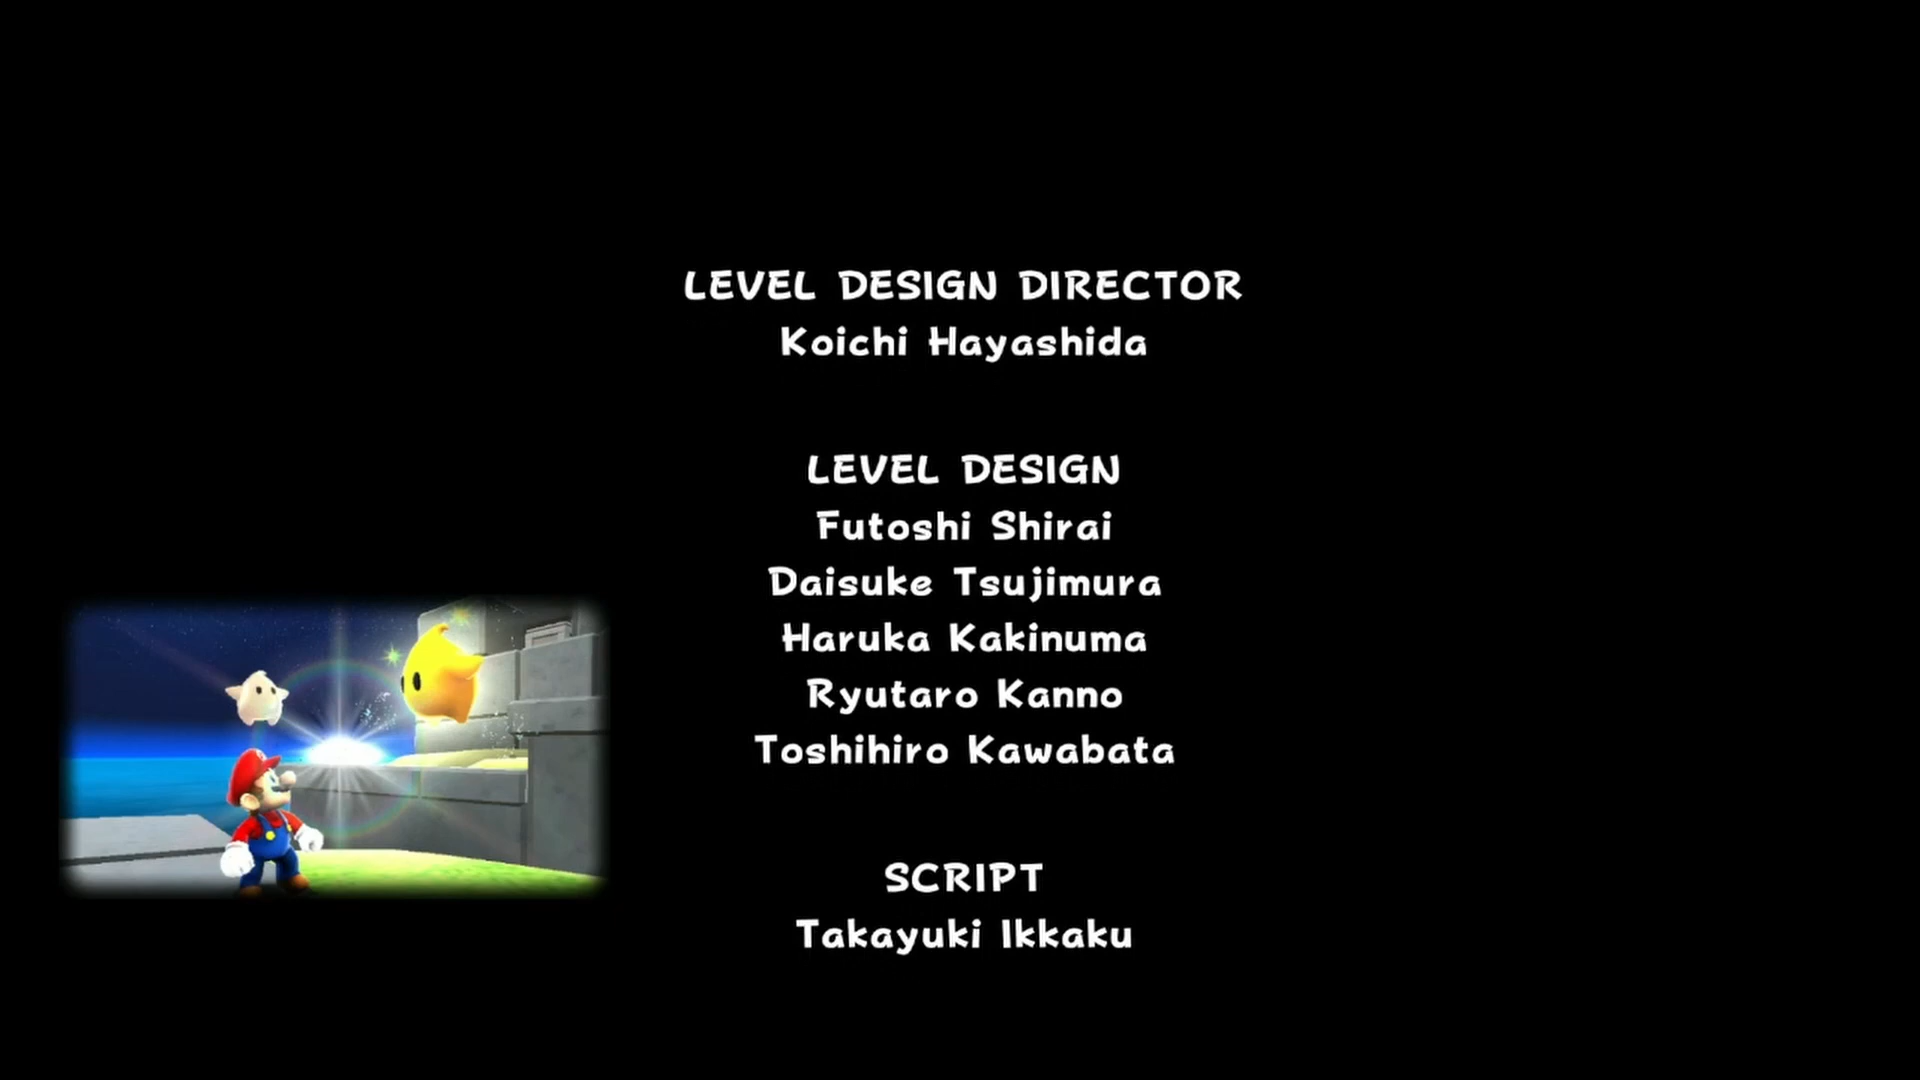 LEVEL DESIGN DIRECTOR
Koichi Hayashida
LEVEL DESIGN
Futoshi Shirai
Daisuke Tsujimura
Haruka Kakinuma
Ryutaro Kanno
Toshihiro Kawabata
SCRIPT
Takayuki Ikkaku